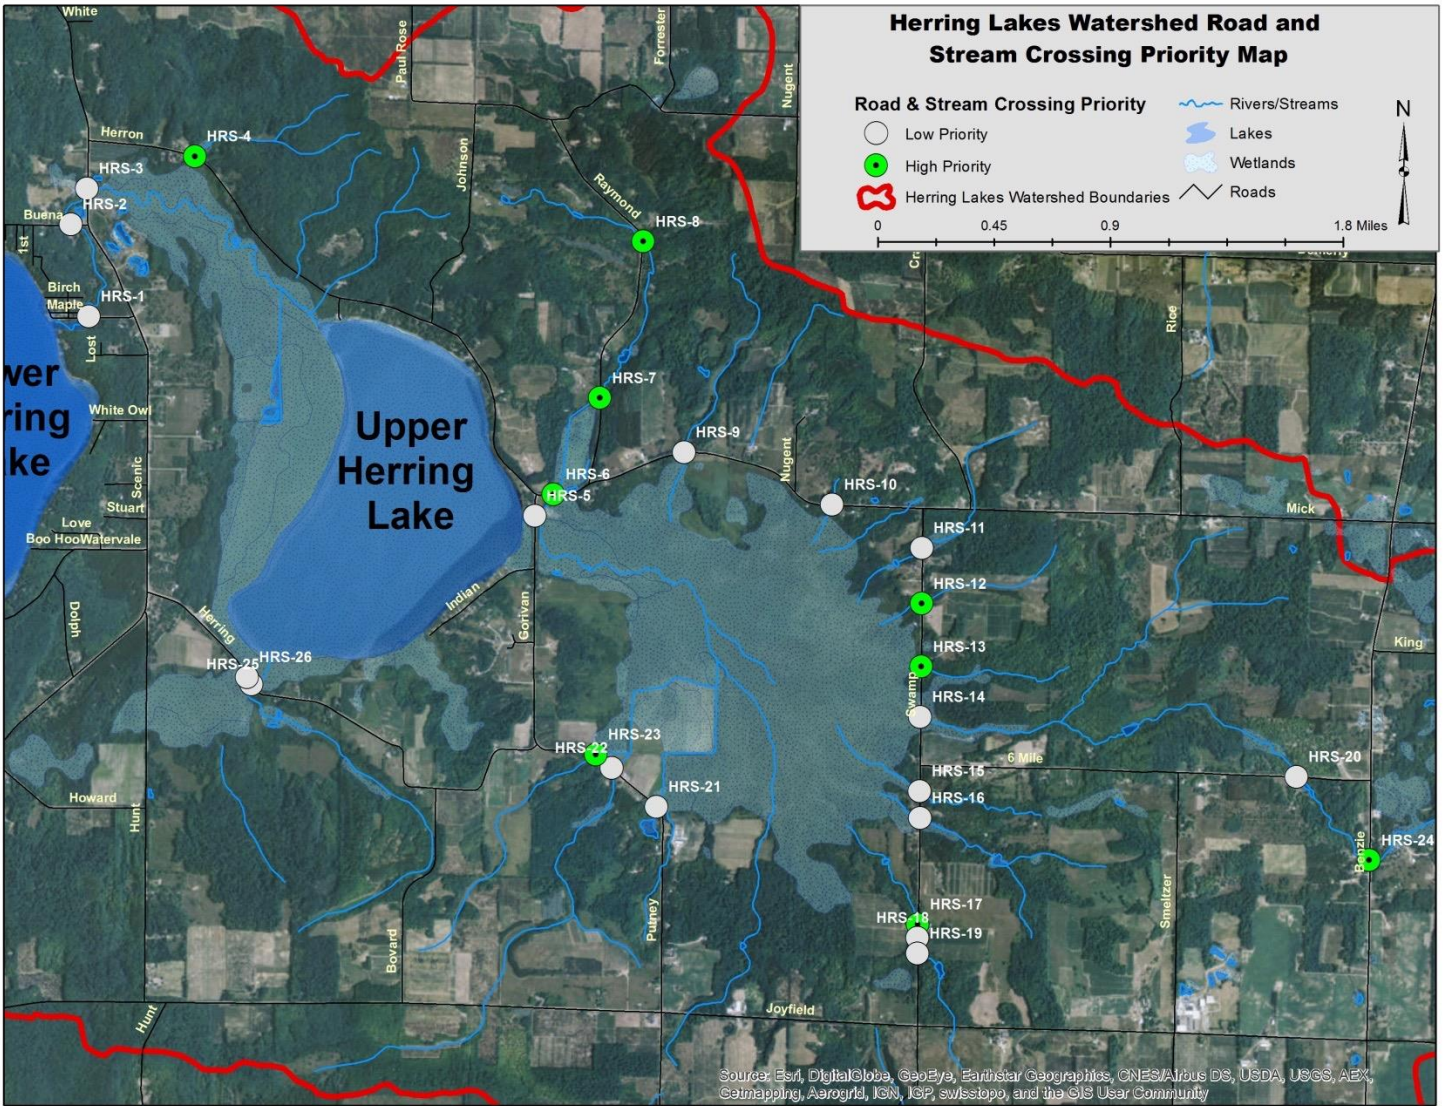 Herring Lakes Watershed Road and
Stream Crossing Priority Map
Road & Stream Crossing Priority
Low Priority
High Priority
Herring Lakes Watershed Boundaries
Rivers/Streams
Lakes
Wetlands
Roads
N
0 0.45 0.9 1.8 Miles
White
Paul Rose
Forrester
Nugent
Herron
HRS-4
Johnson
HRS-3
HRS-2
Buena
1st
Raymond
HRS-8
Birch
Maple
HRS-1
Lost
Rice
HRS-7
White Owl
Upper
Herring
Lake
HRS-9
Nugent
Scenic
Stuart
HRS-6
HRS-5
HRS-10
Mick
Love
Boo Hoo
Watervale
HRS-11
HRS-12
Dolph
Herring
Indian
Gorivan
King
HRS-26
HRS-25
HRS-13
Swamp
HRS-14
HRS-23
HRS-22
6 Mile
HRS-20
HRS-15
HRS-16
HRS-21
Howard
Hunt
HRS-24
Benzie
Smeltzer
HRS-17
HRS-18
HRS-19
Putney
Bovard
Hunt
Joyfield
Source: Esri, DigitalGlobe, GeoEye, Earthstar Geographics, CNES/Airbus DS, USDA, USGS, AEX,
Getmapping, Aerogrid, IGN, IGP, swisstopo, and the GIS User Community